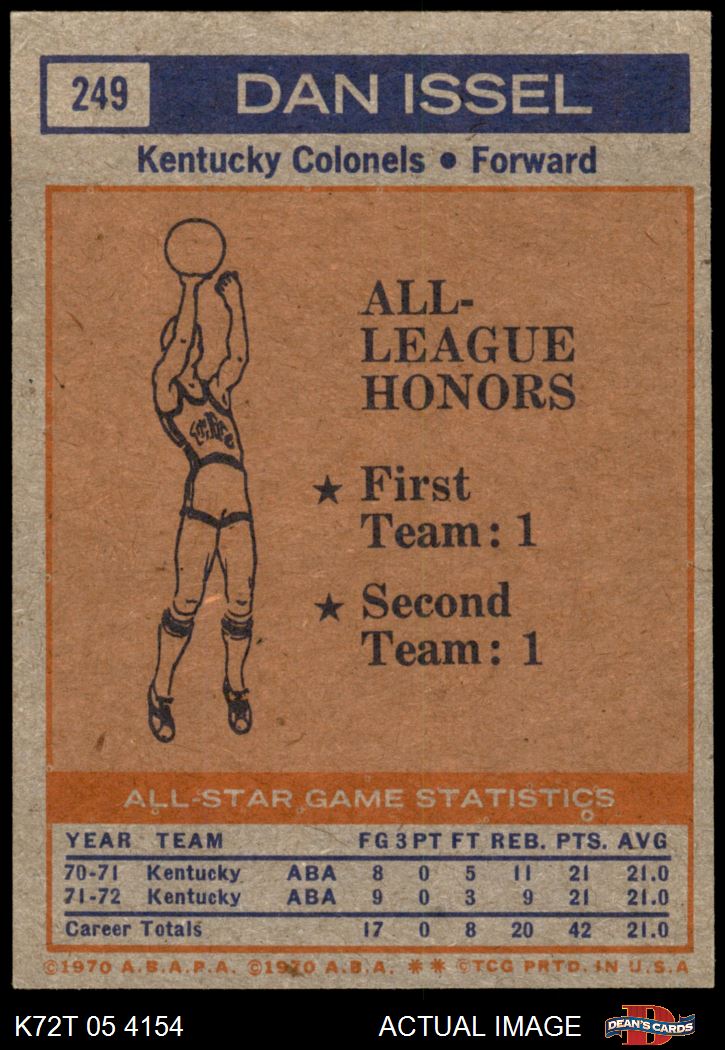 249 DAN ISSEL
Kentucky Colonels • Forward
ALL-
LEAGUE
HONORS
★ First
Team: 1
★ Second
Team: 1
ALL-STAR GAME STATISTICS
YEAR TEAM FG 3PT FT REB. PTS. AVG
70-71 Kentucky ABA 8 0 5 11 21 21.0
71-72 Kentucky ABA 9 0 3 9 21 21.0
Career Totals 17 0 8 20 42 21.0
©1970 A.B.A.P.A. ©1970 A.B.A. ** ©TCG PRTD. IN U.S.A
K72T 05 4154 ACTUAL IMAGE DEAN'S CARDS